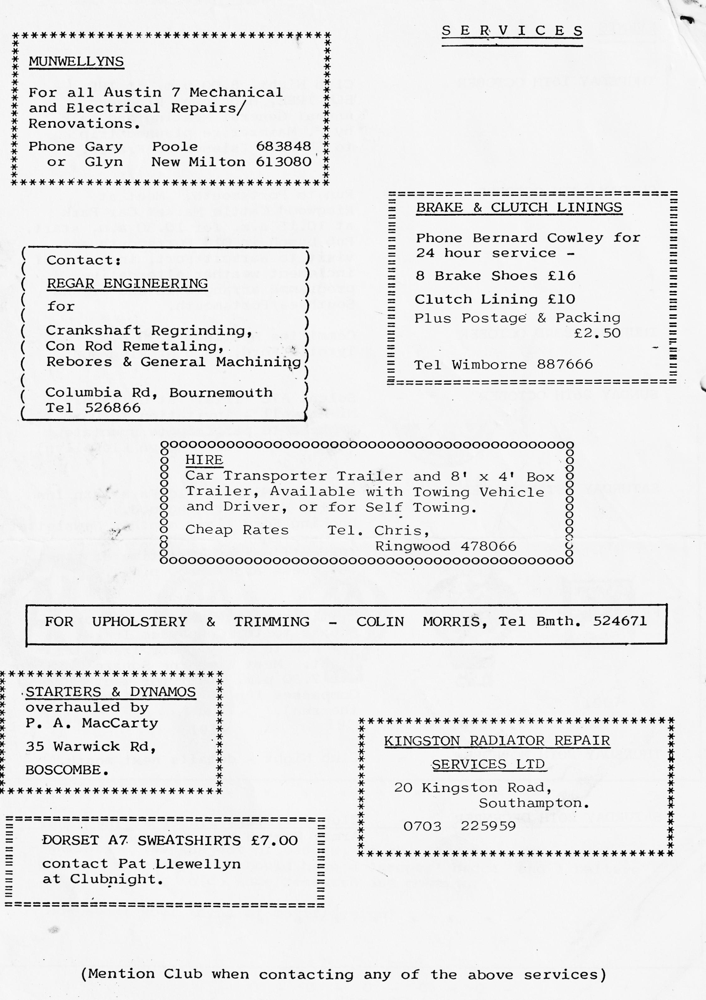 S E R V I C E S
MUNWELLYNS
For all Austin 7 Mechanical
and Electrical Repairs/
Renovations.
Phone Gary Poole 683848
or Glyn New Milton 613080
BRAKE & CLUTCH LININGS
Phone Bernard Cowley for
24 hour service -
8 Brake Shoes £16
Clutch Lining £10
Plus Postage & Packing
£2.50
Tel Wimborne 887666
Contact:
REGAR ENGINEERING
for
Crankshaft Regrinding,
Con Rod Remetaling,
Rebores & General Machining
Columbia Rd, Bournemouth
Tel 526866
HIRE
Car Transporter Trailer and 8' x 4' Box
Trailer, Available with Towing Vehicle
and Driver, or for Self Towing.
Cheap Rates Tel. Chris,
Ringwood 478066
FOR UPHOLSTERY & TRIMMING - COLIN MORRIS, Tel Bmth. 524671
STARTERS & DYNAMOS
overhauled by
P. A. MacCarty
35 Warwick Rd,
BOSCOMBE.
KINGSTON RADIATOR REPAIR
SERVICES LTD
20 Kingston Road,
Southampton.
0703 225959
DORSET A7 SWEATSHIRTS £7.00
contact Pat Llewellyn
at Clubnight.
(Mention Club when contacting any of the above services)